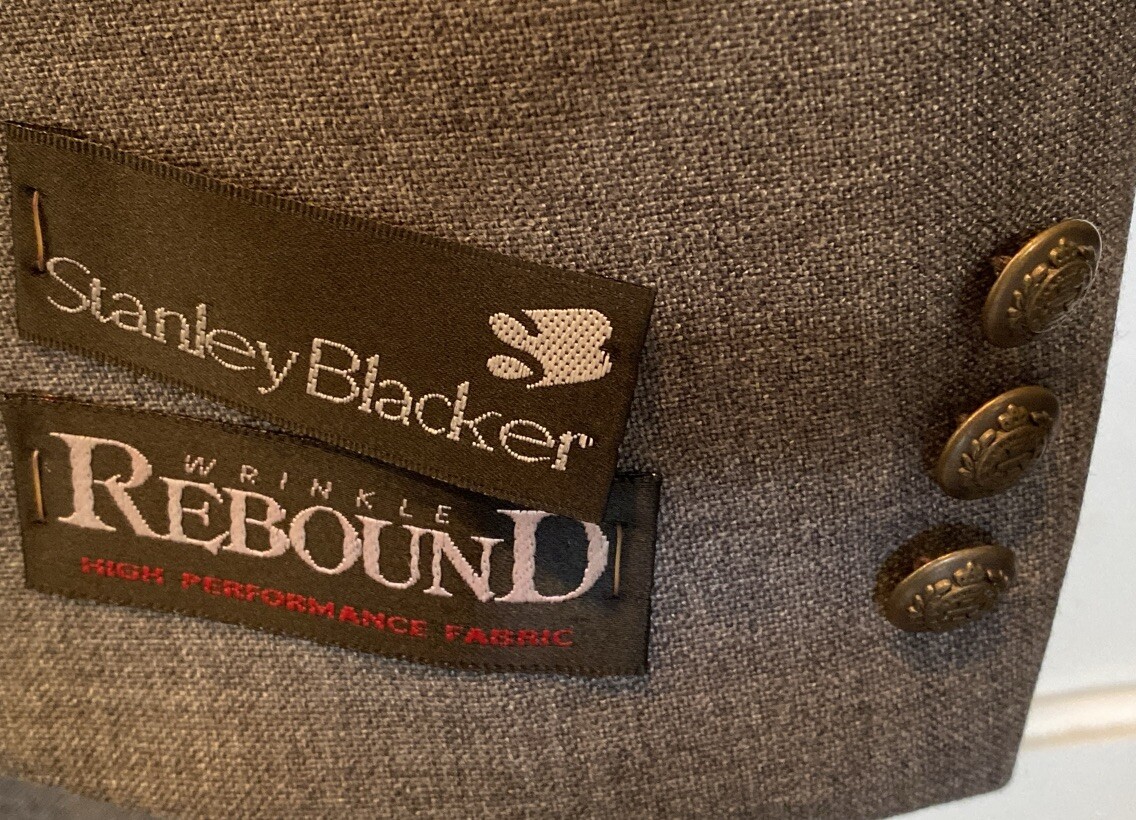 Stanley Blacker
WRINKLE
REBOUND
HIGH PERFORMANCE FABRIC